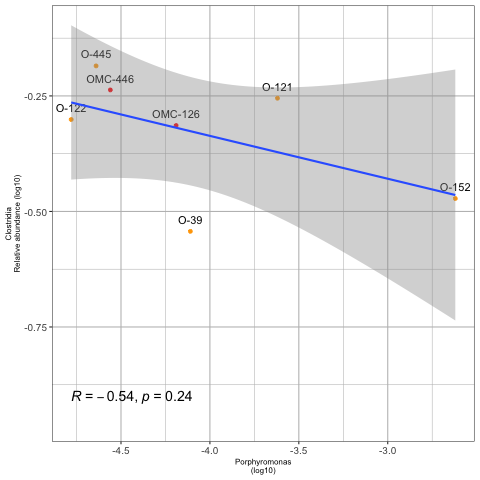 O-445
OMC-446
O-121
-0.25
O-122
OMC-126
O-152
-0.50
O-39
-0.75
R = −0.54, p = 0.24
-4.5 -4.0 -3.5 -3.0
Clostridia
Relative abundante (log10)
Porphyromonas
(log10)